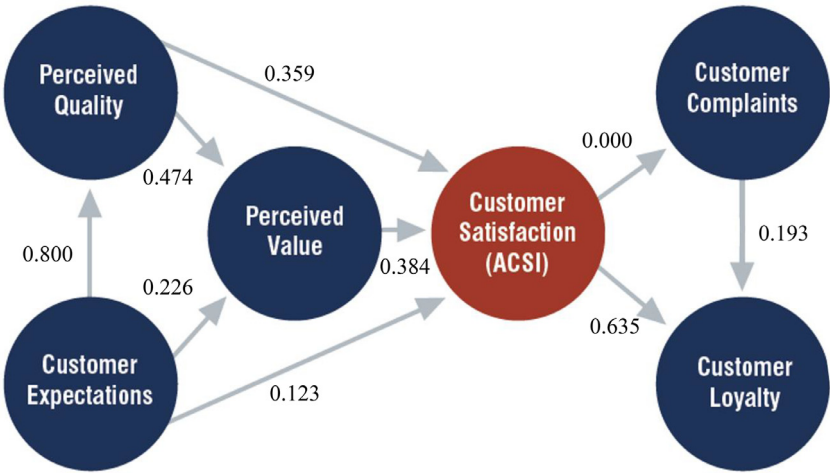 Perceived
Quality
0.359
Customer
Complaints
0.000
0.474
Perceived
Value
Customer
Satisfaction
(ACSI)
0.193
0.800
0.384
0.226
0.635
Customer
Expectations
0.123
Customer
Loyalty